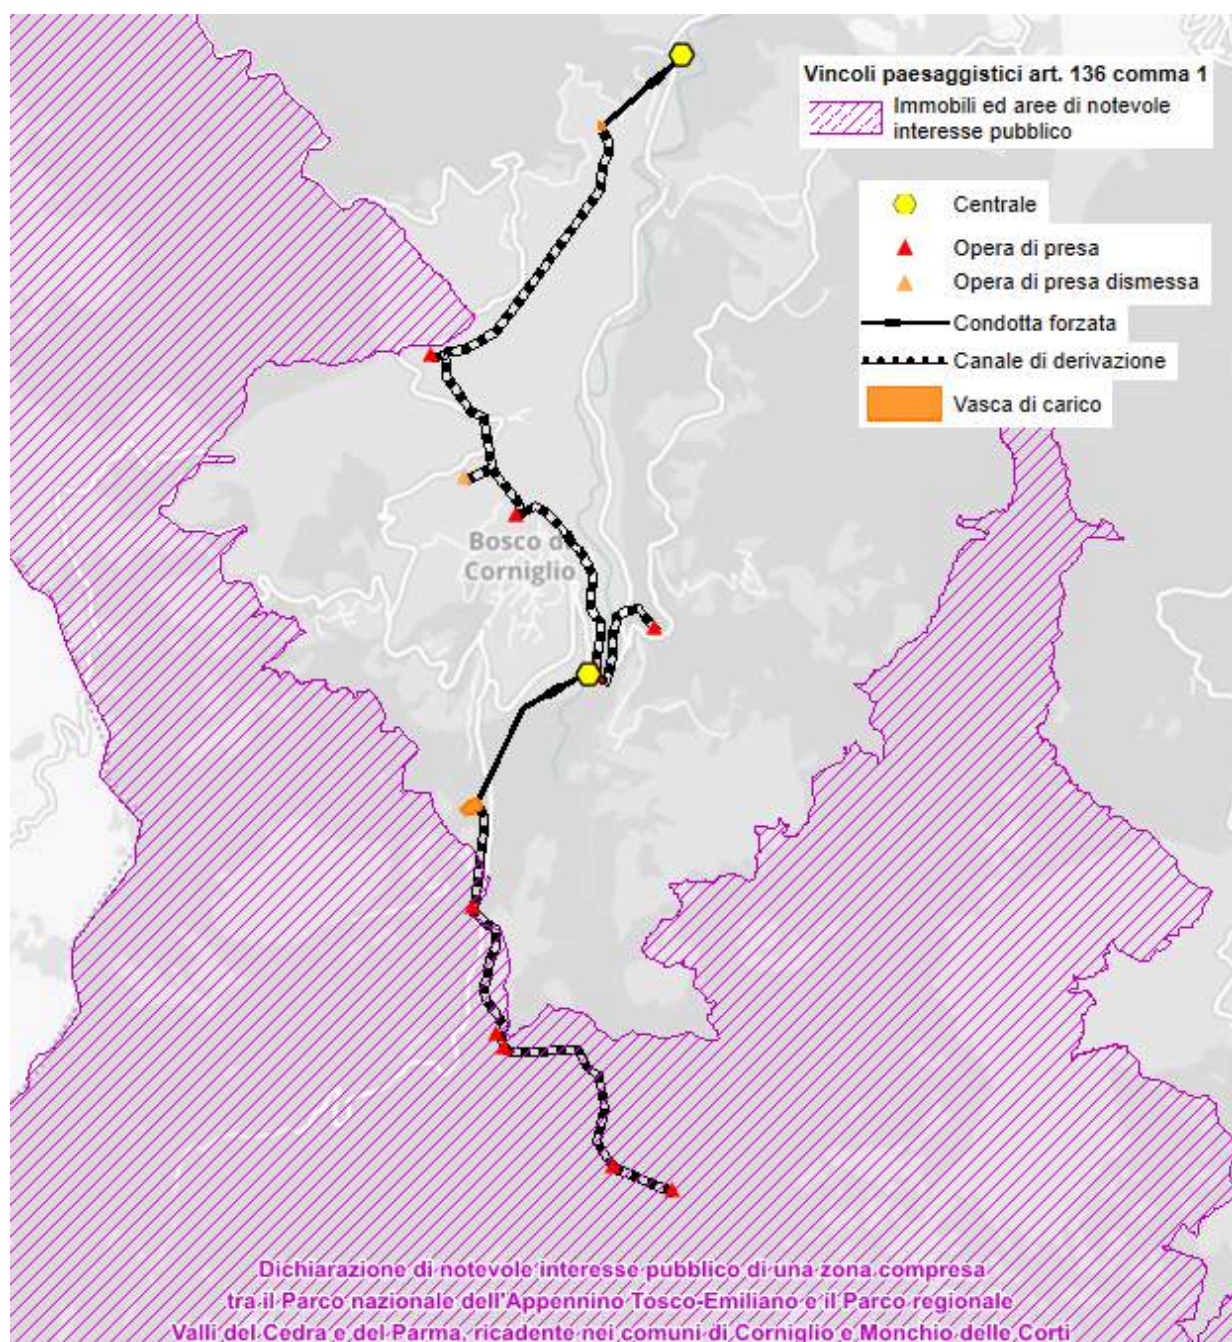 Vincoli paesaggistici art. 136 comma 1
Immobili ed aree di notevole
interesse pubblico
Centrale
Opera di presa
Opera di presa dismessa
Condotta forzata
Canale di derivazione
Vasca di carico
Bosco di
Corniglio
Dichiarazione di notevole interesse pubblico di una zona compresa
tra il Parco nazionale dell'Appennino Tosco-Emiliano e il Parco regionale
Valli del Cedra e del Parma, ricadente nei comuni di Corniglio e Monchio delle Corti